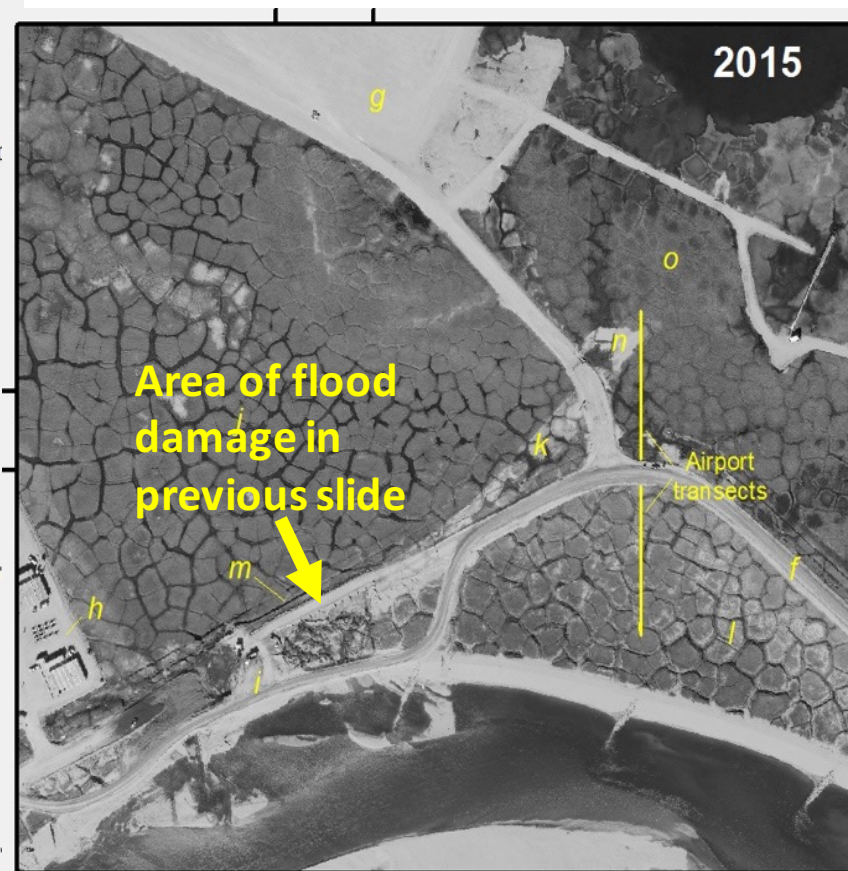 2015
g
o
n
Area of flood
damage in
previous slide
j
k
Airport
transects
m
f
h
l
i